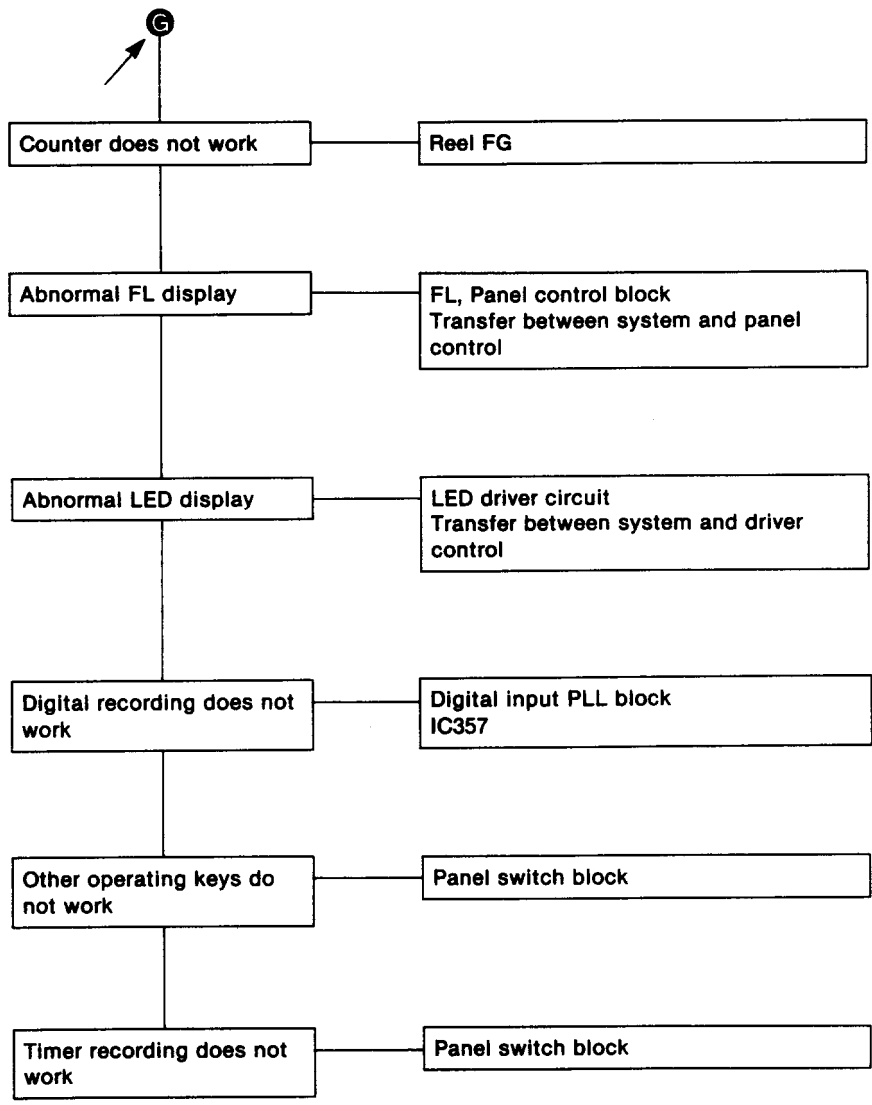 G
Counter does not work
Reel FG
Abnormal FL display
FL, Panel control block
Transfer between system and panel
control
Abnormal LED display
LED driver circuit
Transfer between system and driver
control
Digital recording does not
work
Digital input PLL block
IC357
Other operating keys do
not work
Panel switch block
Timer recording does not
work
Panel switch block